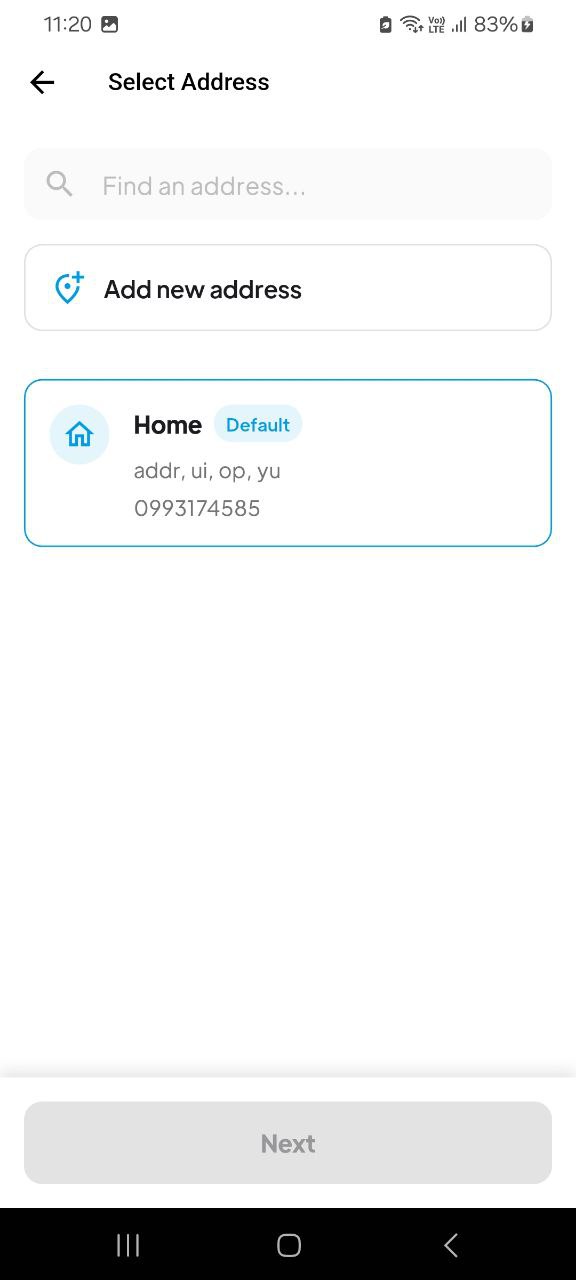 11:20 Vo)) LTE 83%
Select Address
Find an address...
Add new address
Home Default
addr, ui, op, yu
0993174585
Next